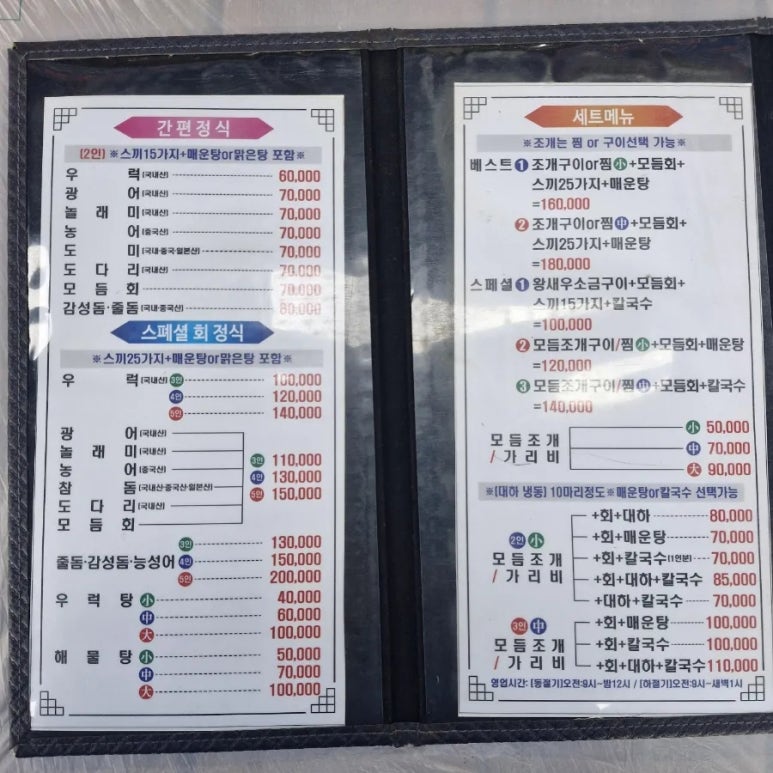 간편정식
[2인] ※스끼15가지+매운탕or맑은탕 포함※
우 럭 [국내산] 60,000
광 어 [국내산] 70,000
놀 래 미 [국내산] 70,000
농 어 [중국산] 70,000
도 미 [국내·중국·일본산] 70,000
도 다 리 [국내산] 70,000
모 듬 회 70,000
감성돔·줄돔 [국내·중국산] 80,000
스페셜 회 정식
※스끼25가지+매운탕or맑은탕 포함※
우 럭 [국내산] 3인 100,000
4인 120,000
5인 140,000
광 어 [국내산]
놀 래 미 [국내산]
농 어 [중국산]
참 돔 [국내산·중국산·일본산]
도 다 리 [국내산]
모 듬 회
3인 110,000
4인 130,000
5인 150,000
3인 130,000
줄돔·감성돔·능성어 4인 150,000
5인 200,000
우 럭 탕 小 40,000
中 60,000
大 100,000
해 물 탕 小 50,000
中 70,000
大 100,000
세트메뉴
※조개는 찜 or 구이선택 가능※
베스트 1 조개구이or찜 小+모듬회+
스끼25가지+매운탕
=160,000
2 조개구이or찜 中+모듬회+
스끼25가지+매운탕
=180,000
스페셜 1 왕새우소금구이+모듬회+
스끼15가지+칼국수
=100,000
2 모듬조개구이/찜 小+모듬회+매운탕
=120,000
3 모듬조개구이/찜 中+모듬회+칼국수
=140,000
모듬조개 / 가리비
小 50,000
中 70,000
大 90,000
※[대하 냉동] 10마리정도※매운탕or칼국수 선택가능
2인 小
모듬조개
/ 가리비
+회+대하 80,000
+회+매운탕 70,000
+회+칼국수[1인분] 70,000
+회+대하+칼국수 85,000
+대하+칼국수 70,000
3인 中
모듬조개
/ 가리비
+회+매운탕 100,000
+회+칼국수 100,000
+회+대하+칼국수 110,000
영업시간: [동절기]오전:9시~밤12시 / [하절기]오전:9시~새벽1시